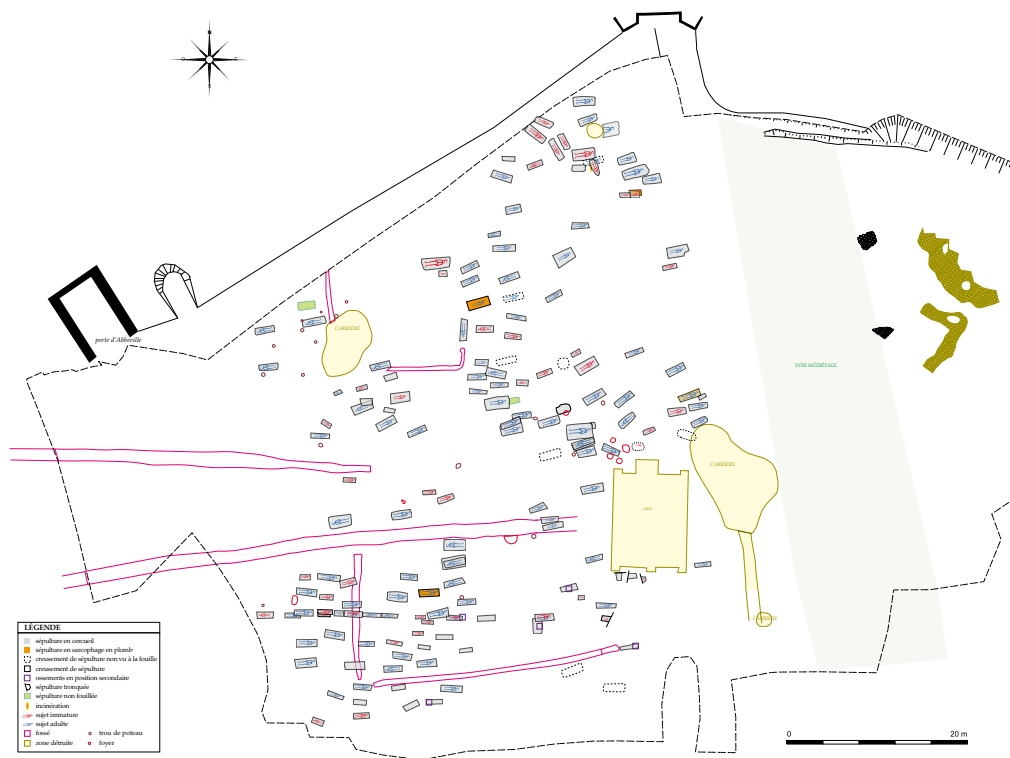 N
O
E
S
porte d'Abbeville
CARRIÈRE
VOIE MÉDIÉVALE
CARRIÈRE
CARRIÈRE
LÉGENDE
sépulture en cercueil
sépulture en sarcophage en plomb
creusement de sépulture non vu à la fouille
creusement de sépulture
ossements en position secondaire
sépulture tronquée
sépulture non fouillée
incinération
sujet immature
sujet adulte
fossé
trou de poteau
zone détruite
foyer
0
20 m